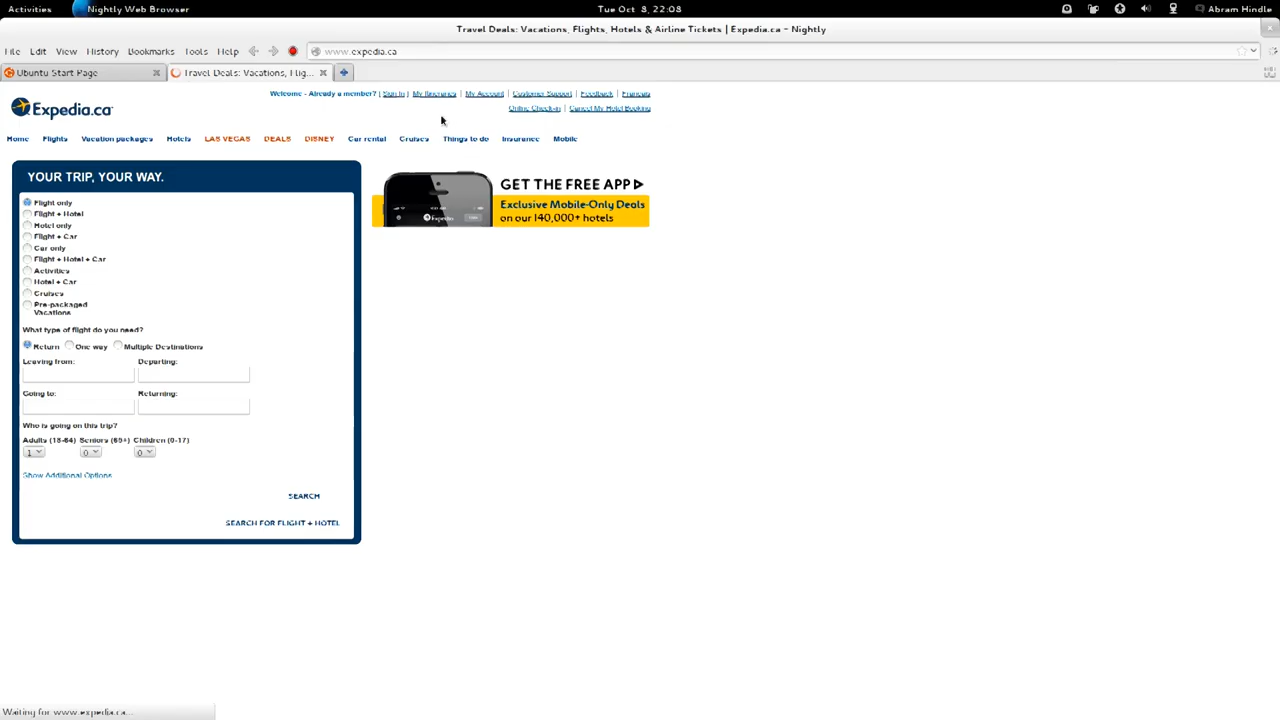 Activities Nightly Web Browser Tue Oct 8, 22:08 Abram Hindle
Travel Deals: Vacations, Flights, Hotels & Airline Tickets | Expedia.ca - Nightly
File Edit View History Bookmarks Tools Help www.expedia.ca
Ubuntu Start Page Travel Deals: Vacations, Flig...
Welcome - Already a member? | Sign In | My Itineraries | My Account | Customer Support | Feedback | Français
Expedia.ca
Online Check-in | Cancel My Hotel Booking
Home Flights Vacation packages Hotels LAS VEGAS DEALS DISNEY Car rental Cruises Things to do Insurance Mobile
YOUR TRIP, YOUR WAY.
Flight only
Flight + Hotel
Hotel only
Flight + Car
Car only
Flight + Hotel + Car
Activities
Hotel + Car
Cruises
Pre-packaged
Vacations
What type of flight do you need?
Return One way Multiple Destinations
Leaving from: Departing:
Going to: Returning:
Who is going on this trip?
Adults (18-64) Seniors (65+) Children (0-17)
1 0 0
Show Additional Options
SEARCH
SEARCH FOR FLIGHT + HOTEL
GET THE FREE APP
Exclusive Mobile-Only Deals
on our 140,000+ hotels
Expedia
Waiting for www.expedia.ca...